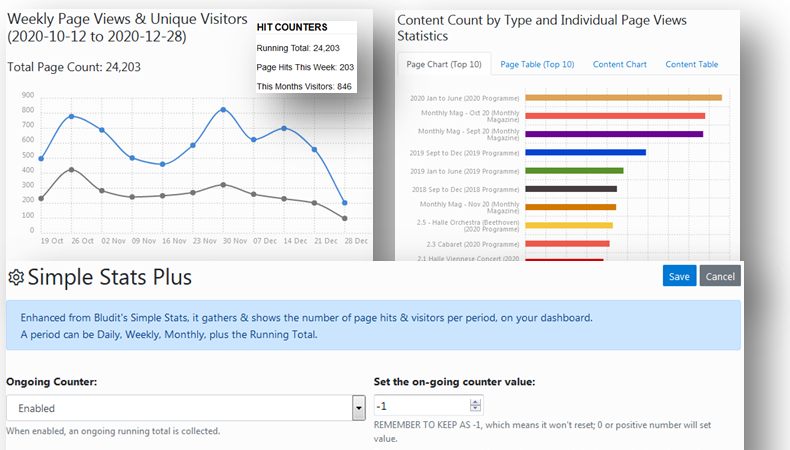 Weekly Page Views & Unique Visitors
(2020-10-12 to 2020-12-28)
Total Page Count: 24,203
HIT COUNTERS
Running Total: 24,203
Page Hits This Week: 203
This Months Visitors: 846
900
800
700
600
500
400
300
200
100
0
19 Oct 26 Oct 02 Nov 09 Nov 16 Nov 23 Nov 30 Nov 07 Dec 14 Dec 21 Dec 28 Dec
Content Count by Type and Individual Page Views
Statistics
Page Chart (Top 10) Page Table (Top 10) Content Chart Content Table
2020 Jan to June (2020 Programme)
Monthly Mag - Oct 20 (Monthly
Magazine)
Monthly Mag - Sept 20 (Monthly
Magazine)
2019 Sept to Dec (2019 Programme)
2019 Jan to June (2019 Programme)
2018 Sep to Dec (2018 Programme)
Monthly Mag - Nov 20 (Monthly
Magazine)
2.5 - Halle Orchestra (Beethoven)
(2020 Programme)
2.3 Cabaret (2020 Programme)
2.1 Halle Viennese Concert (2020
Simple Stats Plus
Save Cancel
Enhanced from Bludit's Simple Stats, it gathers & shows the number of page hits & visitors per period, on your dashboard.
A period can be Daily, Weekly, Monthly, plus the Running Total.
Ongoing Counter:
Enabled
When enabled, an ongoing running total is collected.
Set the on-going counter value:
-1
REMEMBER TO KEEP AS -1, which means it won't reset; 0 or positive number will set
value.